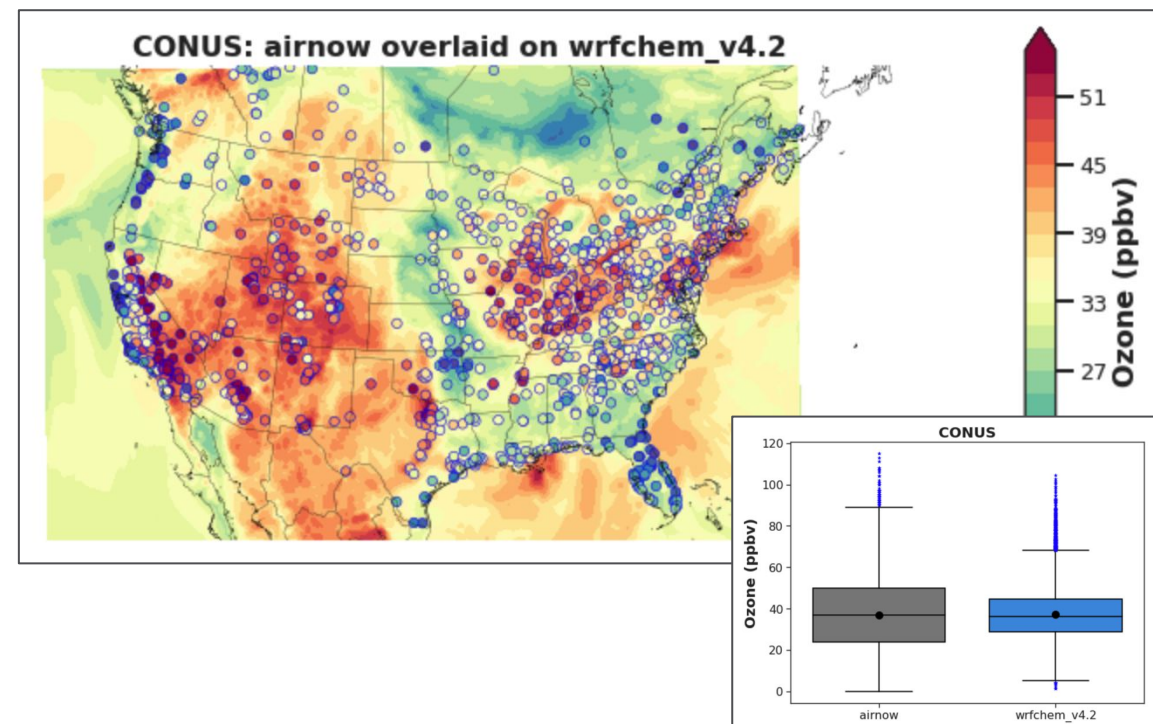 CONUS: airnow overlaid on wrfchem_v4.2
51
45
39
33
27
Ozone (ppbv)
CONUS
120
100
80
60
40
20
0
Ozone (ppbv)
airnow
wrfchem_v4.2